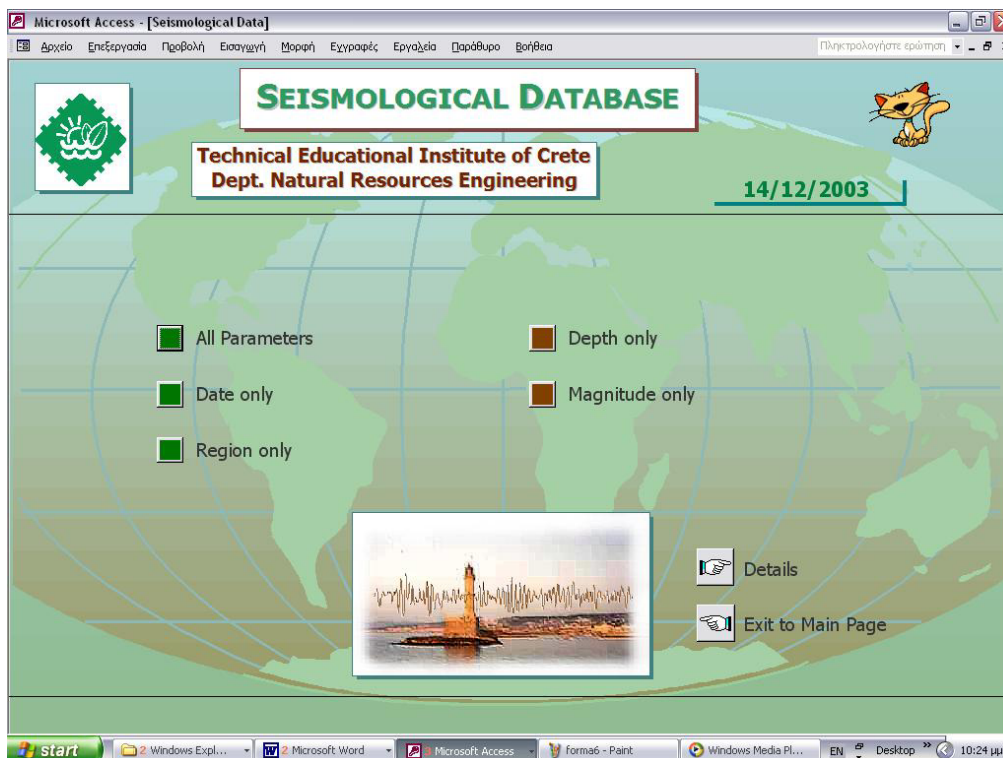 Microsoft Access - [Seismological Data]
Αρχείο Επεξεργασία Προβολή Εισαγωγή Μορφή Εγγραφές Εργαλεία Παράθυρο Βοήθεια Πληκτρολογήστε ερώτηση
SEISMOLOGICAL DATABASE
Technical Educational Institute of Crete
Dept. Natural Resources Engineering
14/12/2003
All Parameters
Depth only
Date only
Magnitude only
Region only
Details
Exit to Main Page
start 2 Windows Expl... 2 Microsoft Word 3 Microsoft Access forma6 - Paint Windows Media Pl... EN Desktop » 10:24 μμ